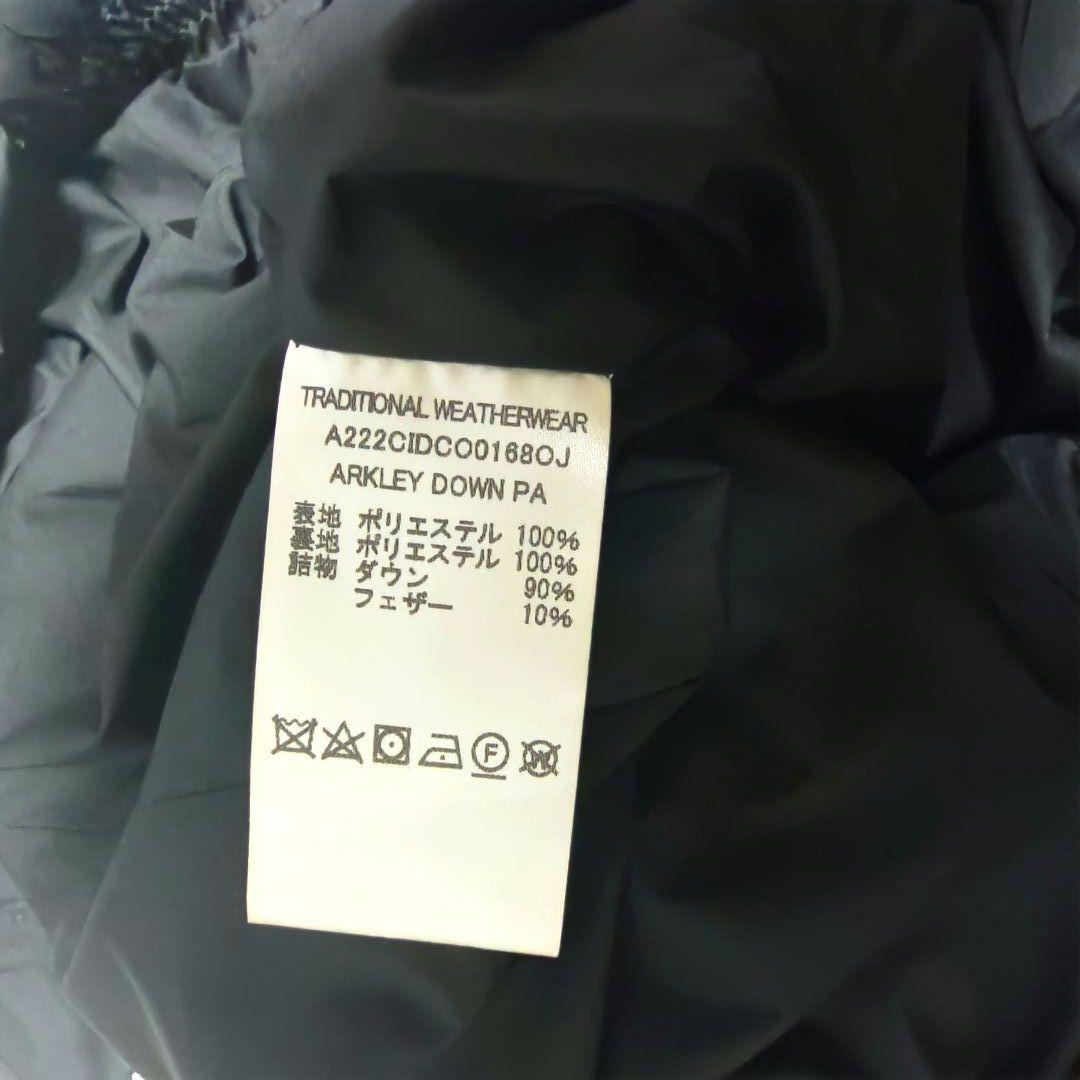 TRADITIONAL WEATHERWEAR
A222CIDCO0168OJ
ARKLEY DOWN PA
表地 ポリエステル 100%
裏地 ポリエステル 100%
詰物 ダウン 90%
フェザー 10%
F
W